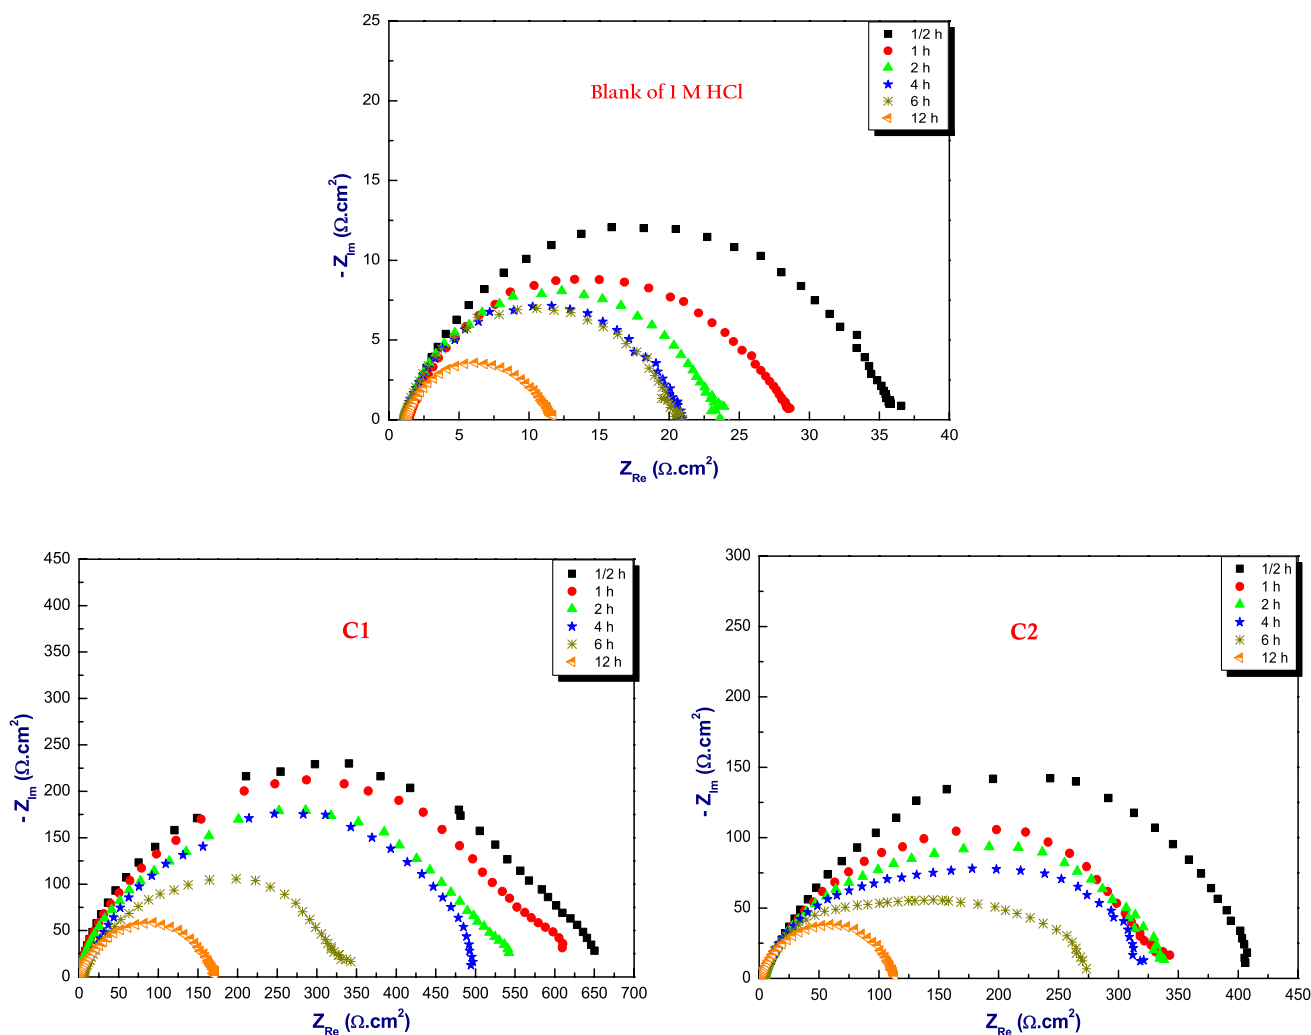 25
20
15
10
5
0
- Z_Im (Ω.cm²)
Blank of 1 M HCl
1/2 h
1 h
2 h
4 h
6 h
12 h
0 5 10 15 20 25 30 35 40
Z_Re (Ω.cm²)
450
400
350
300
250
200
150
100
50
0
- Z_Im (Ω.cm²)
C1
1/2 h
1 h
2 h
4 h
6 h
12 h
0 50 100 150 200 250 300 350 400 450 500 550 600 650 700
Z_Re (Ω.cm²)
300
250
200
150
100
50
0
- Z_Im (Ω.cm²)
C2
1/2 h
1 h
2 h
4 h
6 h
12 h
0 50 100 150 200 250 300 350 400 450
Z_Re (Ω.cm²)